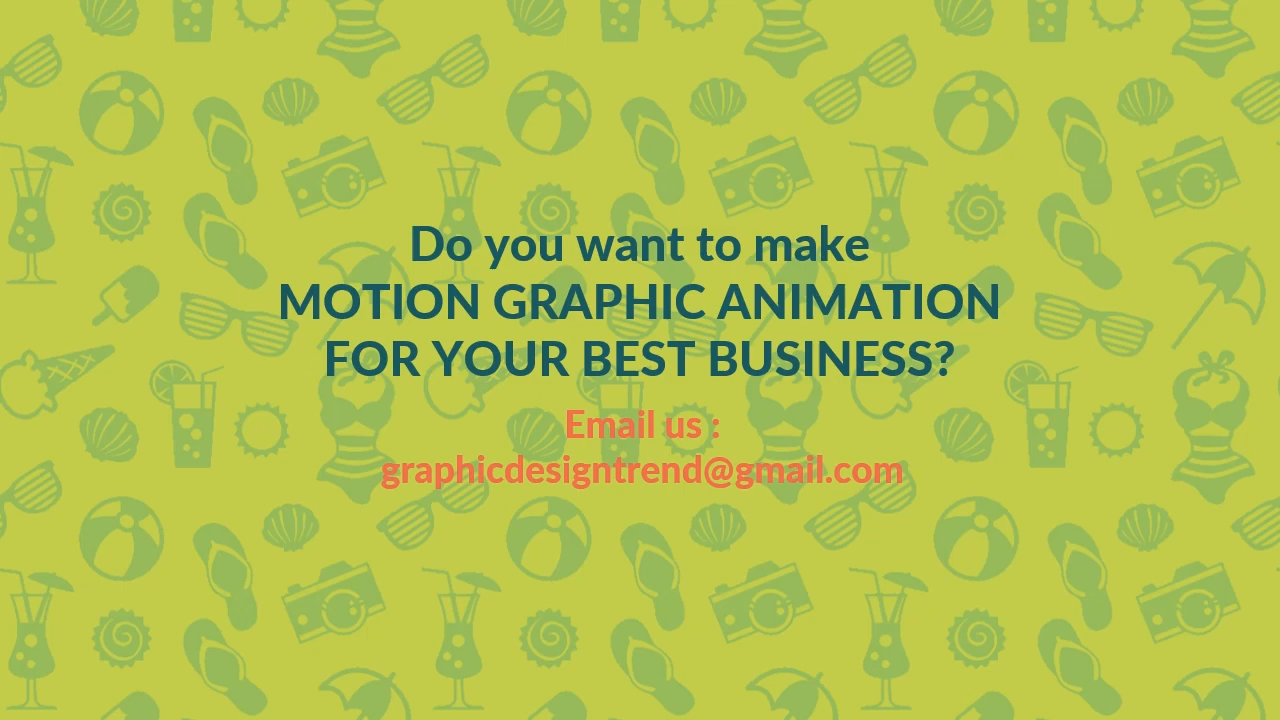 Do you want to make
MOTION GRAPHIC ANIMATION
FOR YOUR BEST BUSINESS?
Email us :
graphicdesigntrend@gmail.com